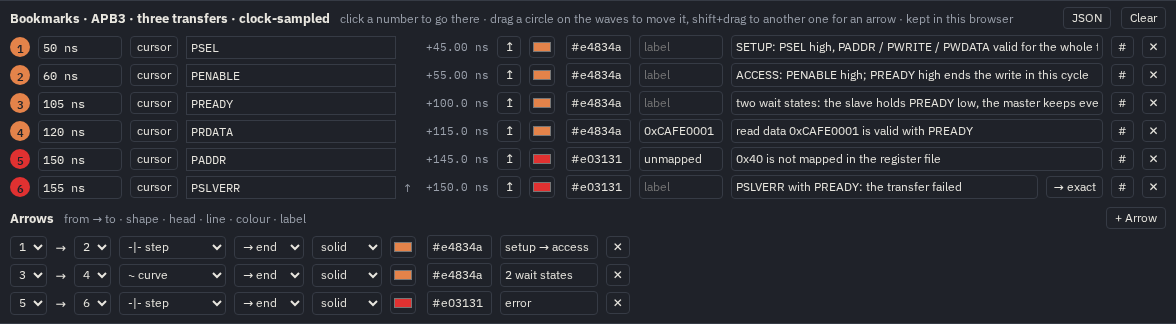 Bookmarks · APB3 · three transfers · clock-sampled click a number to go there · drag a circle on the waves to move it, shift+drag to another one for an arrow · kept in this browser JSON Clear
1 50 ns cursor PSEL +45.00 ns ↥ #e4834a label SETUP: PSEL high, PADDR / PWRITE / PWDATA valid for the whole # ✕
2 60 ns cursor PENABLE +55.00 ns ↥ #e4834a label ACCESS: PENABLE high; PREADY high ends the write in this cycle # ✕
3 105 ns cursor PREADY +100.0 ns ↥ #e4834a label two wait states: the slave holds PREADY low, the master keeps eve # ✕
4 120 ns cursor PRDATA +115.0 ns ↥ #e4834a 0xCAFE0001 read data 0xCAFE0001 is valid with PREADY # ✕
5 150 ns cursor PADDR +145.0 ns ↥ #e03131 unmapped 0x40 is not mapped in the register file # ✕
6 155 ns cursor PSLVERR ↑ +150.0 ns ↥ #e03131 label PSLVERR with PREADY: the transfer failed → exact # ✕
Arrows from → to · shape · head · line · colour · label + Arrow
1 → 2 -|- step → end solid #e4834a setup → access ✕
3 → 4 ~ curve → end solid #e4834a 2 wait states ✕
5 → 6 -|- step → end solid #e03131 error ✕